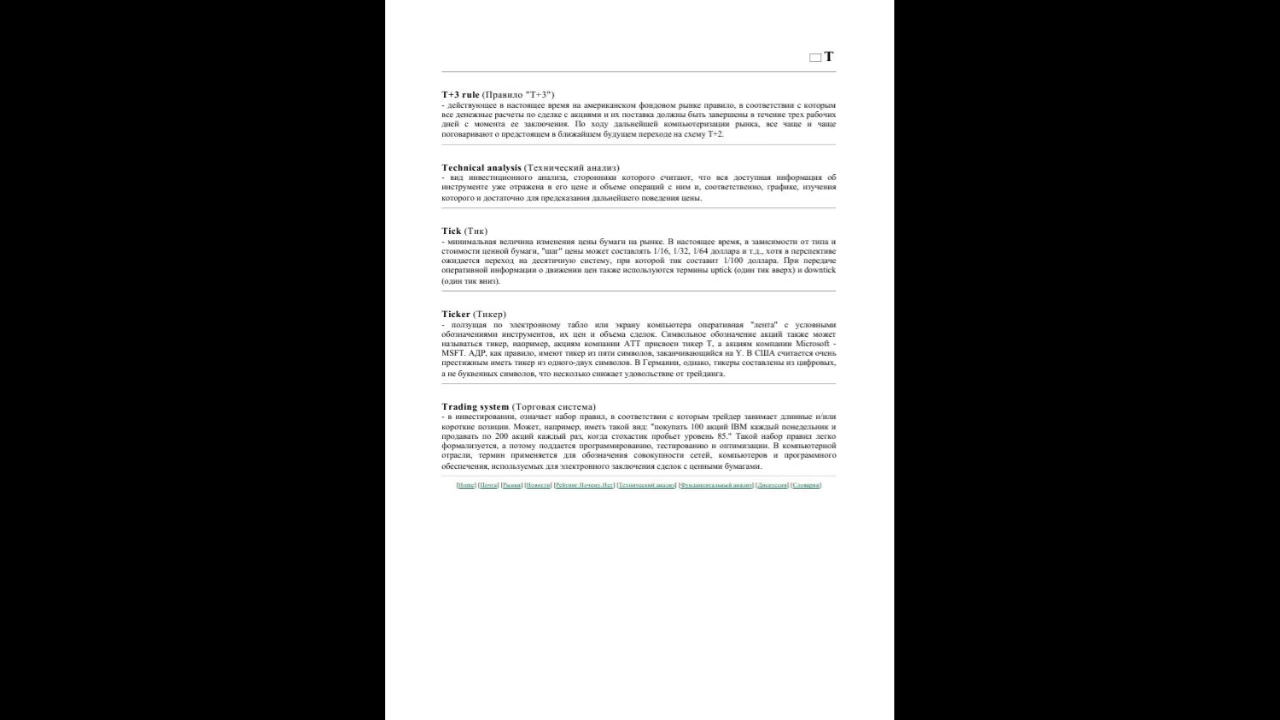 T
T+3 rule (Правило "T+3")
- действующее в настоящее время на американском фондовом рынке правило, в соответствии с которым
все денежные расчеты по сделке с акциями и их поставка должны быть завершены в течение трех рабочих
дней с момента ее заключения. По ходу дальнейшей компьютеризации рынка, все чаще и чаще
поговаривают о предстоящем в ближайшем будущем переходе на схему T+2.
Technical analysis (Технический анализ)
- вид инвестиционного анализа, сторонники которого считают, что вся доступная информация об
инструменте уже отражена в его цене и объеме операций с ним и, соответственно, графике, изучения
которого и достаточно для предсказания дальнейшего поведения цены.
Tick (Тик)
- минимальная величина изменения цены бумаги на рынке. В настоящее время, в зависимости от типа и
стоимости ценной бумаги, "шаг" цены может составлять 1/16, 1/32, 1/64 доллара и т.д., хотя в перспективе
ожидается переход на десятичную систему, при которой тик составит 1/100 доллара. При передаче
оперативной информации о движении цен также используются термины uptick (один тик вверх) и downtick
(один тик вниз).
Ticker (Тикер)
- ползущая по электронному табло или экрану компьютера оперативная "лента" с условными
обозначениями инструментов, их цен и объема сделок. Символьное обозначение акций также может
называться тикер, например, акциям компании ATT присвоен тикер T, а акциям компании Microsoft -
MSFT. АДР, как правило, имеют тикер из пяти символов, заканчивающийся на Y. В США считается очень
престижным иметь тикер из одного-двух символов. В Германии, однако, тикеры составлены из цифровых,
а не буквенных символов, что несколько снижает удовольствие от трейдинга.
Trading system (Торговая система)
- в инвестировании, означает набор правил, в соответствии с которым трейдер занимает длинные и/или
короткие позиции. Может, например, иметь такой вид: "покупать 100 акций IBM каждый понедельник и
продавать по 200 акций каждый раз, когда стохастик пробьет уровень 85." Такой набор правил легко
формализуется, а потому поддается программированию, тестированию и оптимизации. В компьютерной
отрасли, термин применяется для обозначения совокупности сетей, компьютеров и программного
обеспечения, используемых для электронного заключения сделок с ценными бумагами.
[Home] [Почта] [Рынки] [Новости] [Рейтинг Почему-Нет] [Технический анализ] [Фундаментальный анализ] [Дискуссии] [Словарик]